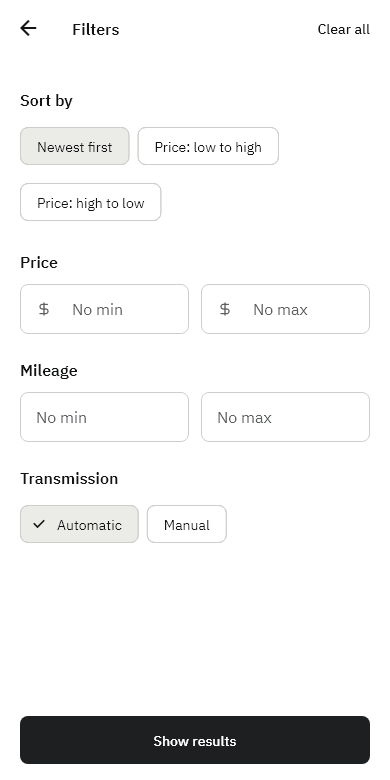 Filters Clear all
Sort by
Newest first Price: low to high
Price: high to low
Price
$ No min $ No max
Mileage
No min No max
Transmission
Automatic Manual
Show results